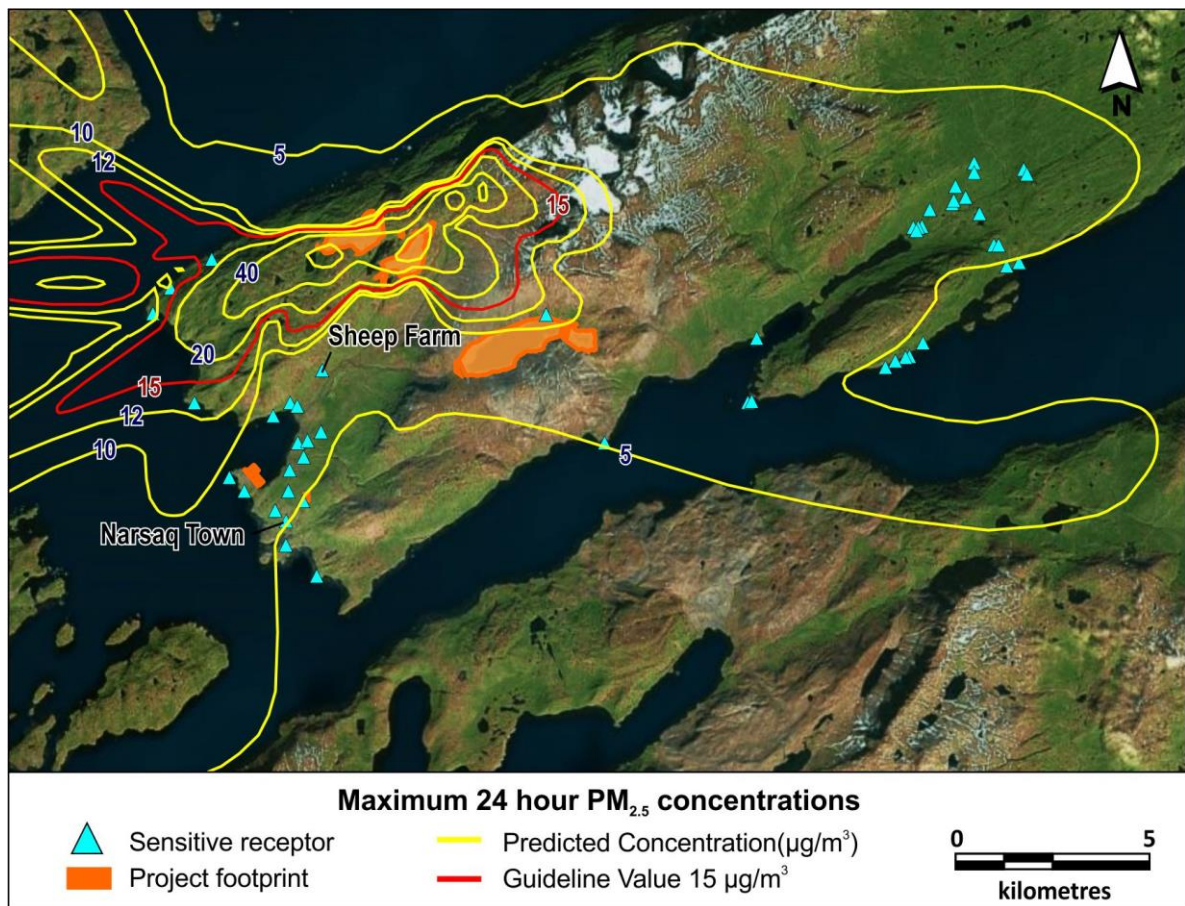 10
12
5
15
40
Sheep Farm
20
15
12
10
5
Narsaq Town
N
Maximum 24 hour PM2.5 concentrations
Sensitive receptor
Predicted Concentration(µg/m³)
0 5
Project footprint
Guideline Value 15 µg/m³
kilometres